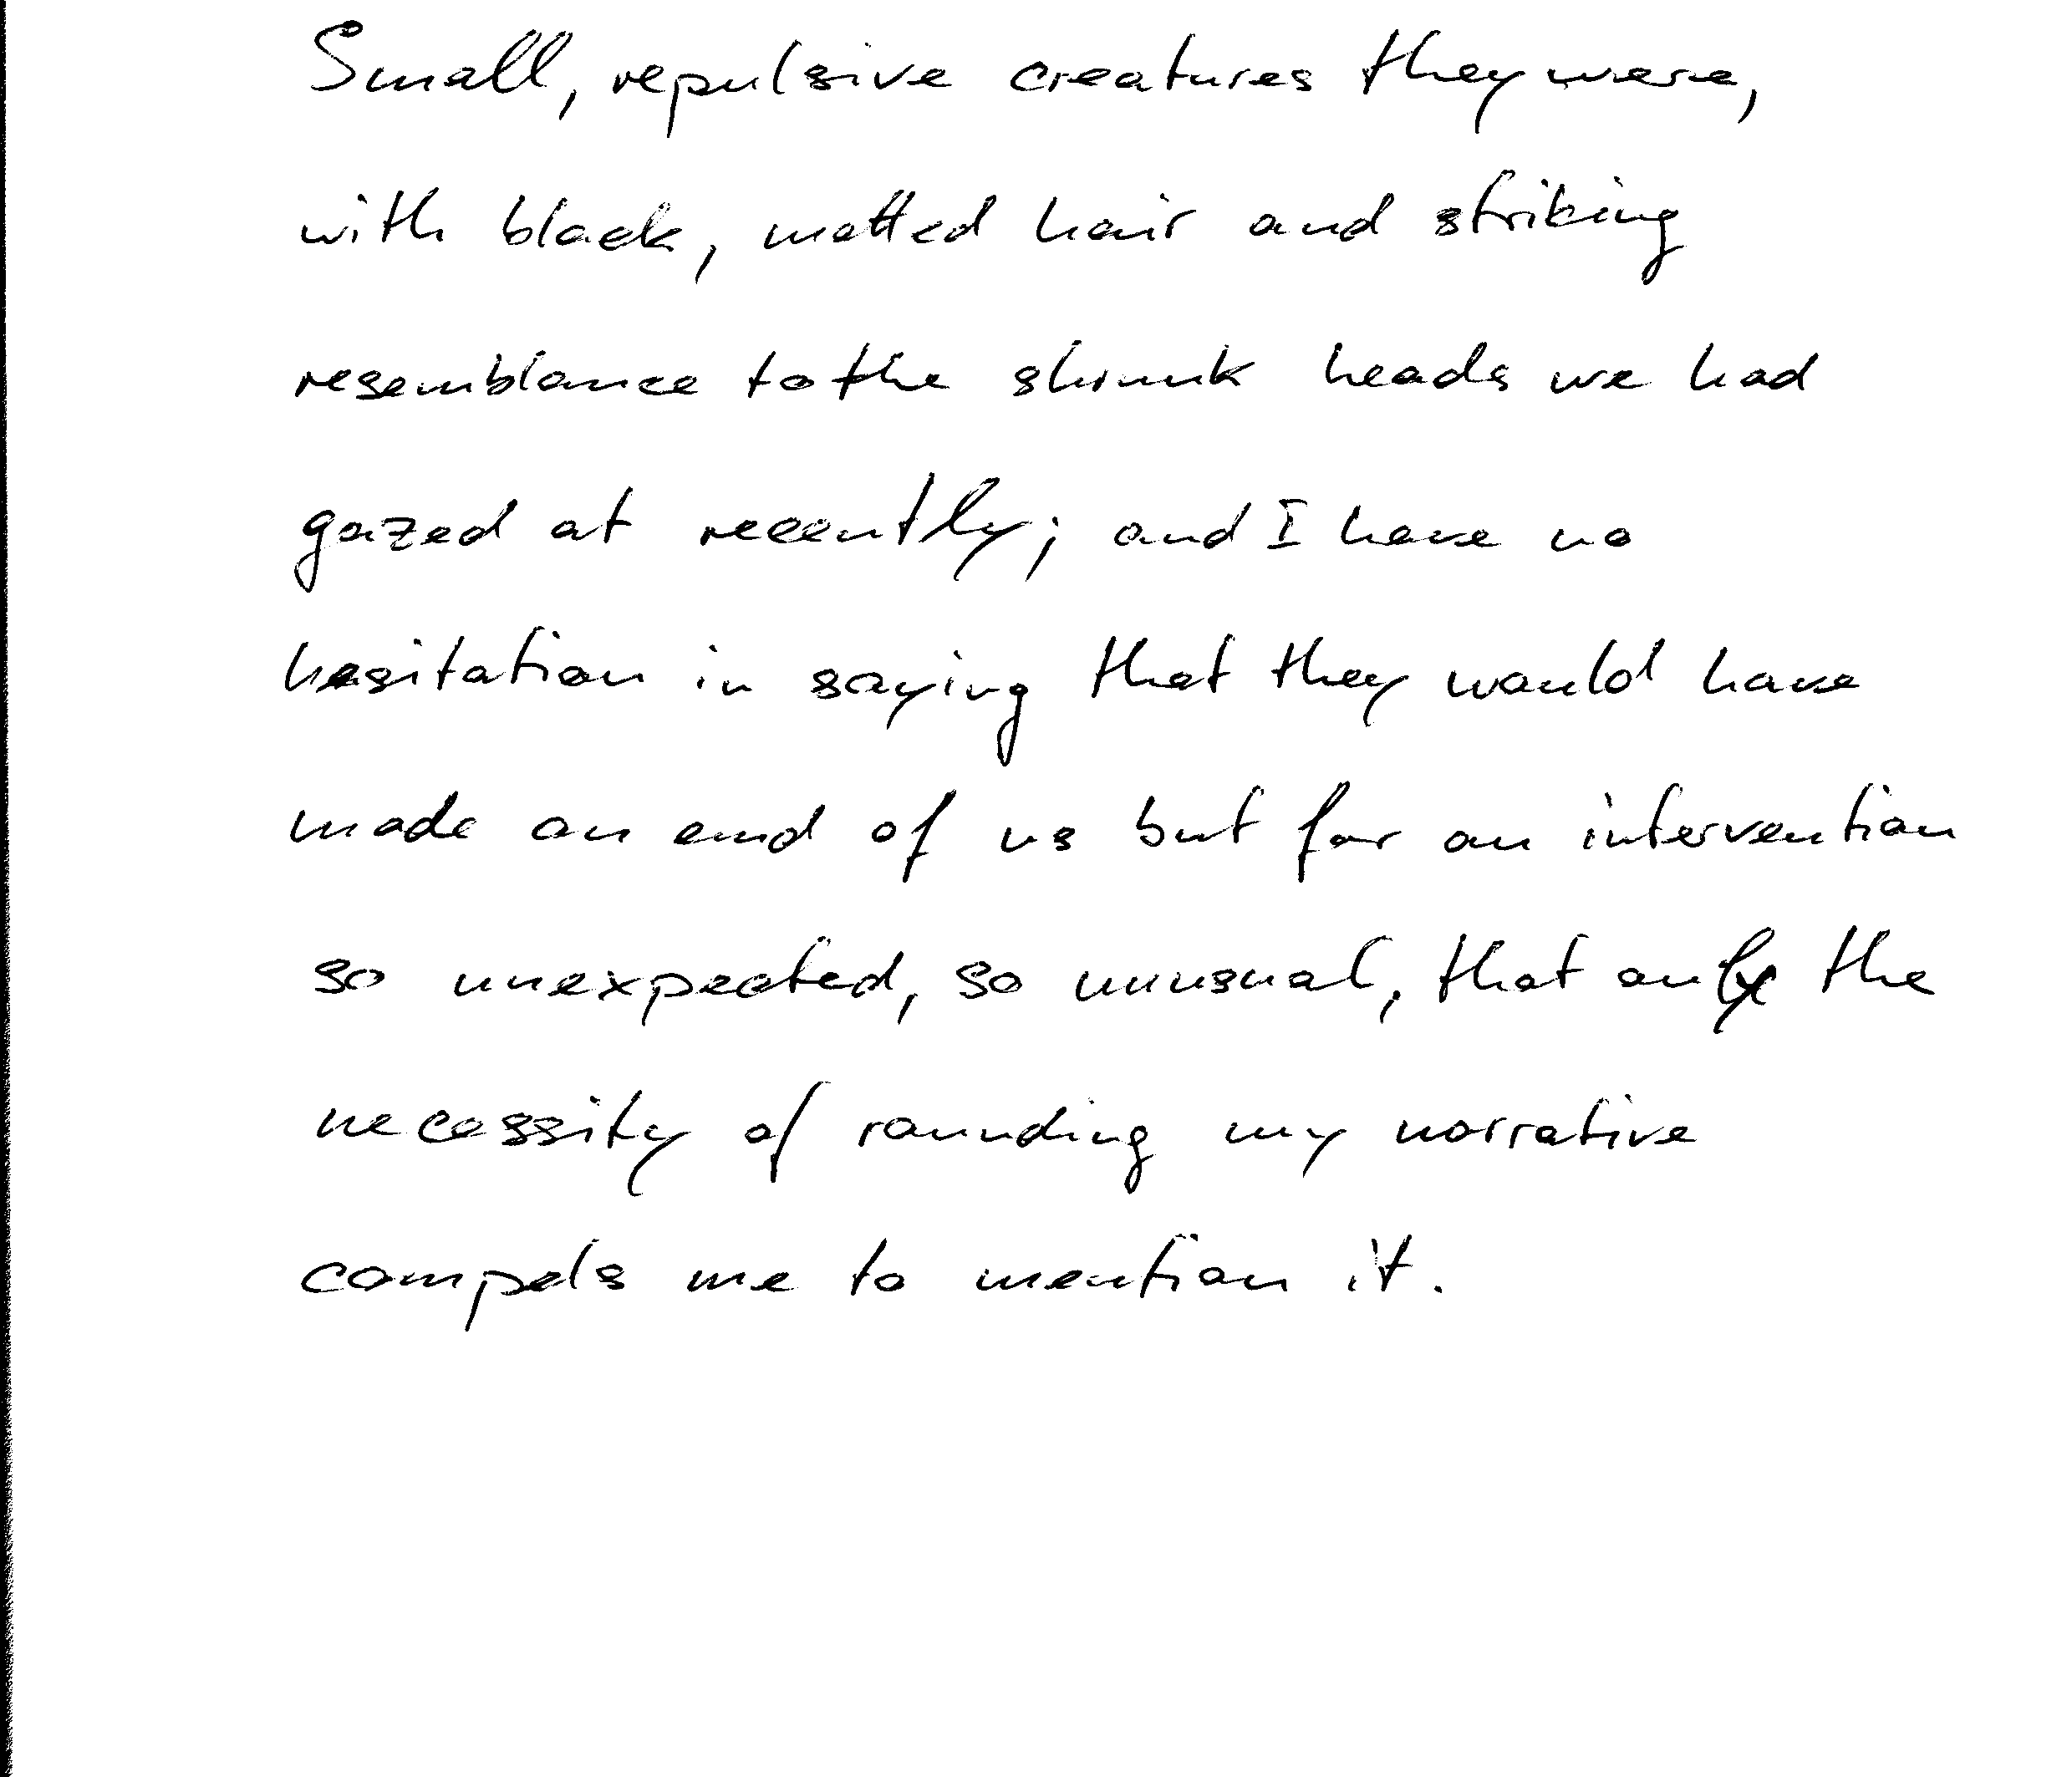 Small, repulsive creatures they were,
with black, matted hair and striking
resemblance to the shrunk heads we had
gazed at recently; and I have no
hesitation in saying that they would have
made an end of us but for an intervention
so unexpected, so unusual, that only the
necessity of rounding my narrative
compels me to mention it.